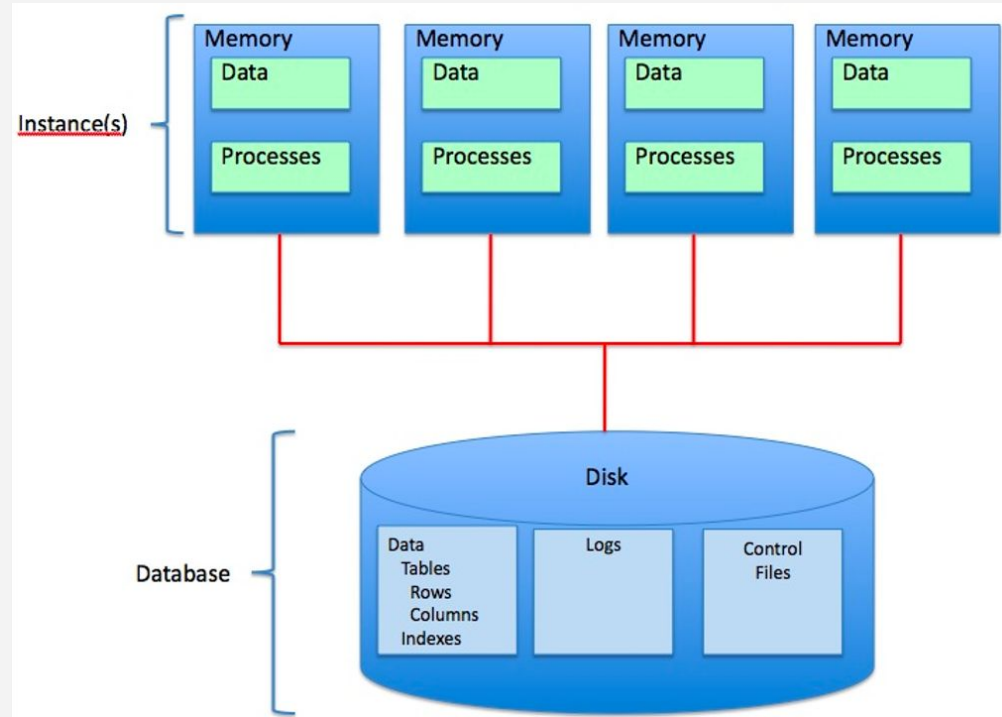 Memory
Memory
Memory
Memory
Data
Data
Data
Data
Instance(s)
Processes
Processes
Processes
Processes
Disk
Database
Data
Tables
Rows
Columns
Indexes
Logs
Control
Files